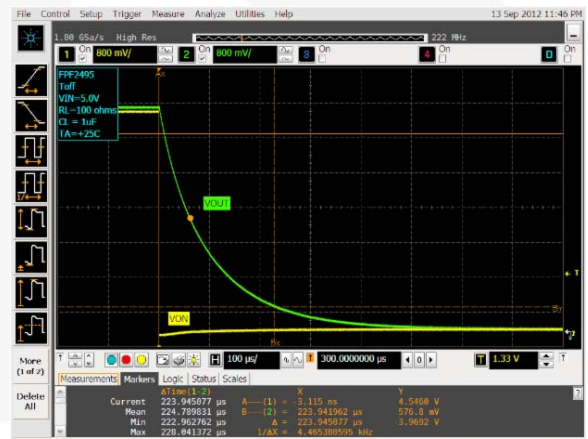 File Control Setup Trigger Measure Analyze Utilities Help 13 Sep 2012 11:46 PM
1.00 GSa/s High Res 222 MHz
1 On 800 mV/ 2 On 800 mV/ 3 On 4 On D On
FPF2495
Toff
VIN=5.0V
RL=100 ohms
CL = 1uF
TA=+25C
Ax
VOUT
T
By
VON
Bx
More
(1 of 2)
Delete
All
H 100 µs/ 300.0000000 µs 0 T 1.33 V
Measurements Markers Logic Status Scales
ΔTime(1-2) X Y
Current 223.945077 µs A—(1) = -3.115 ns 4.5460 V
Mean 224.789831 µs B---(2) = 223.941962 µs 576.8 mV
Min 222.962762 µs Δ = 223.945077 µs -3.9692 V
Max 228.041372 µs 1/ΔX = 4.465380595 kHz